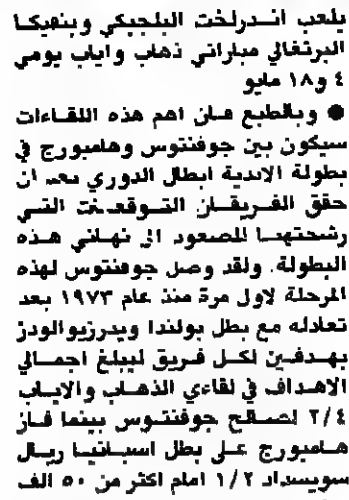 يلعب اندرلخت البلجيكي وبنفيكا
البرتغالي مباراتي ذهاب واياب يومي
٤ و١٨ مايو
● وبالطبع فان اهم هذه اللقاءات
سيكون بين جوفنتوس وهامبورج في
بطولة الاندية ابطال الدوري بعد ان
حقق الفريقان التوقعت التي
رشحتهما للصعود الى نهائي هذه
البطولة. ولقد وصل جوفنتوس لهذه
المرحلة لاول مرة منذ عام ١٩٧٣ بعد
تعادله مع بطل بولندا ويدرزيوالودز
بهدفين لكل فريق ليبلغ اجمالي
الاهداف في لقاءي الذهاب والاياب
٢/٤ لصالح جوفنتوس بينما فاز
هامبورج على بطل اسبانيا ريال
سويسداد ١/٢ امام اكثر من ٥٠ الف